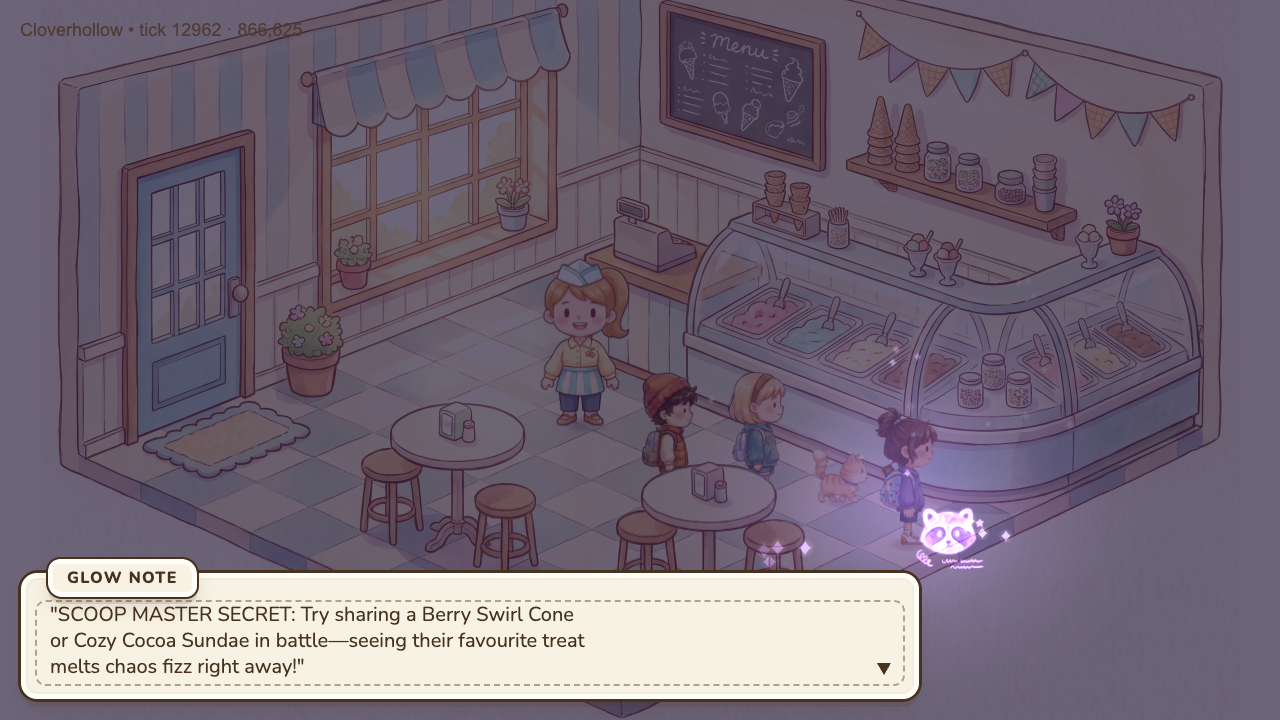 Cloverhollow • tick 12962 · 866,625
menu
GLOW NOTE
"SCOOP MASTER SECRET: Try sharing a Berry Swirl Cone
or Cozy Cocoa Sundae in battle—seeing their favourite treat
melts chaos fizz right away!"